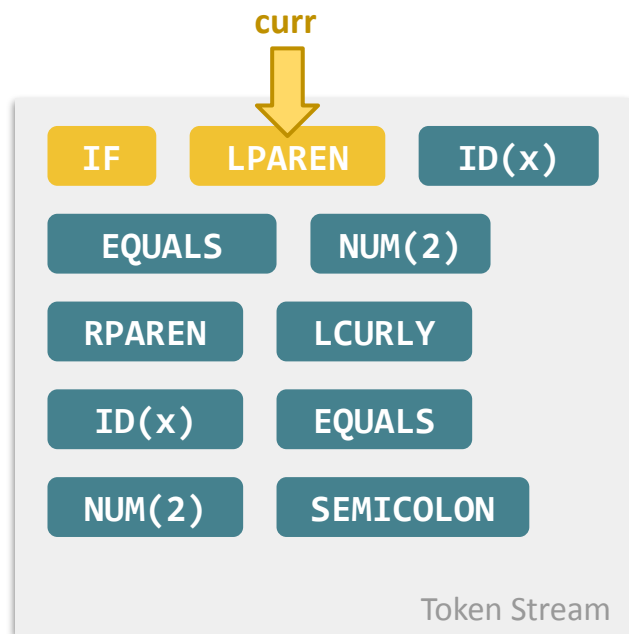 curr
IF LPAREN ID(x)
EQUALS NUM(2)
RPAREN LCURLY
ID(x) EQUALS
NUM(2) SEMICOLON
Token Stream